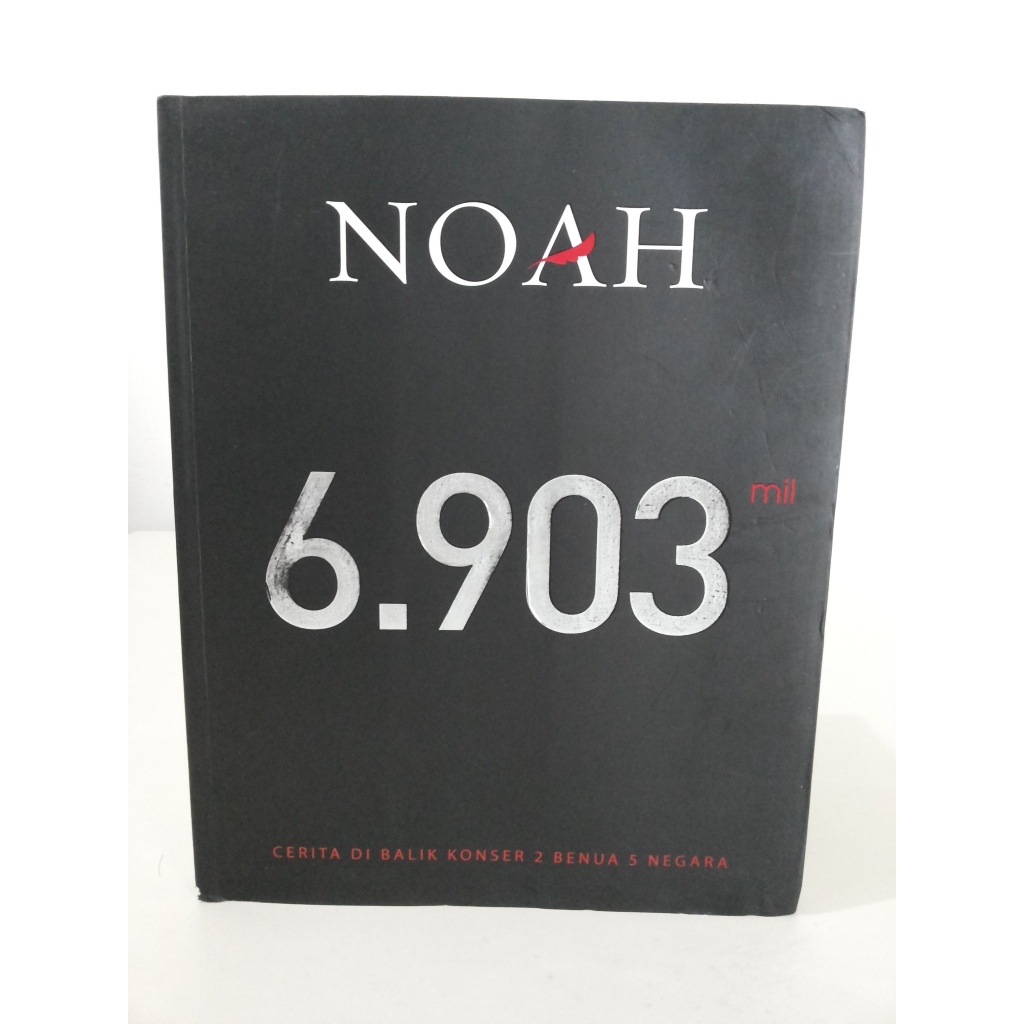 NOAH
6.903 mil
CERITA DI BALIK KONSER 2 BENUA 5 NEGARA